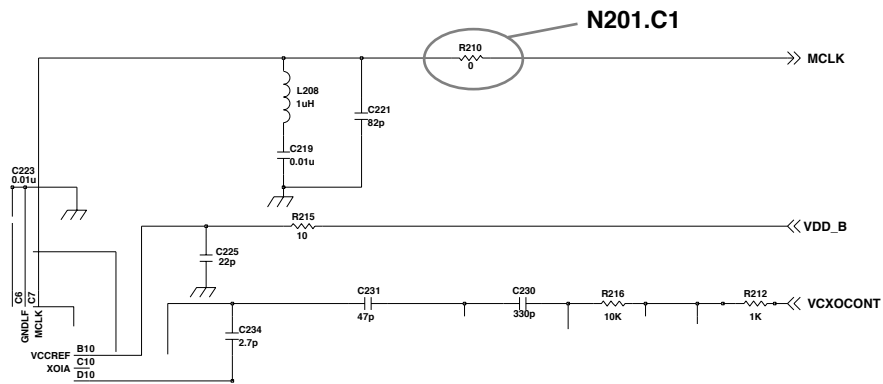 N201.C1
R210
0
MCLK
L208
1uH
C221
82p
C219
0.01u
C223
0.01u
R215
10
VDD_B
C225
22p
C6
C7
GNDLF
MCLK
C231
47p
C230
330p
R216
10K
R212
1K
VCXOCONT
C234
2.7p
VCCREF
B10
XOIA
C10
D10